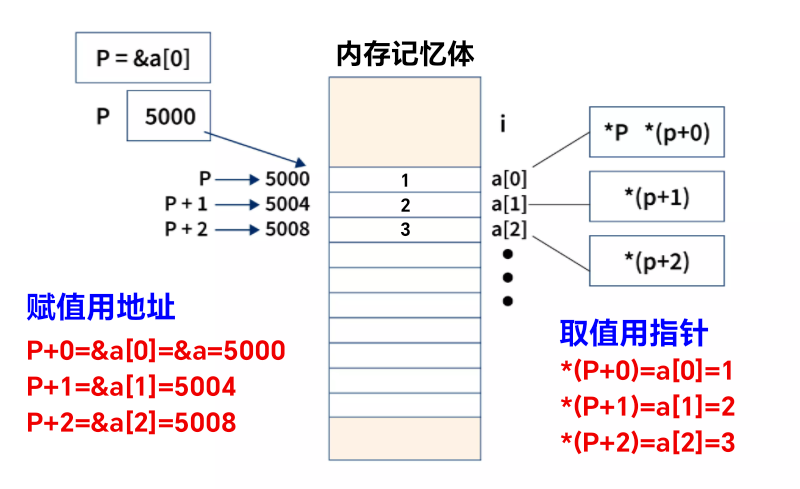 P = &a[0]
内存记忆体
P 5000
i
*P *(p+0)
P 5000 1 a[0]
P + 1 5004 2 a[1] *(p+1)
P + 2 5008 3 a[2]
*(p+2)
赋值用地址
P+0=&a[0]=&a=5000
P+1=&a[1]=5004
P+2=&a[2]=5008
取值用指针
*(P+0)=a[0]=1
*(P+1)=a[1]=2
*(P+2)=a[2]=3